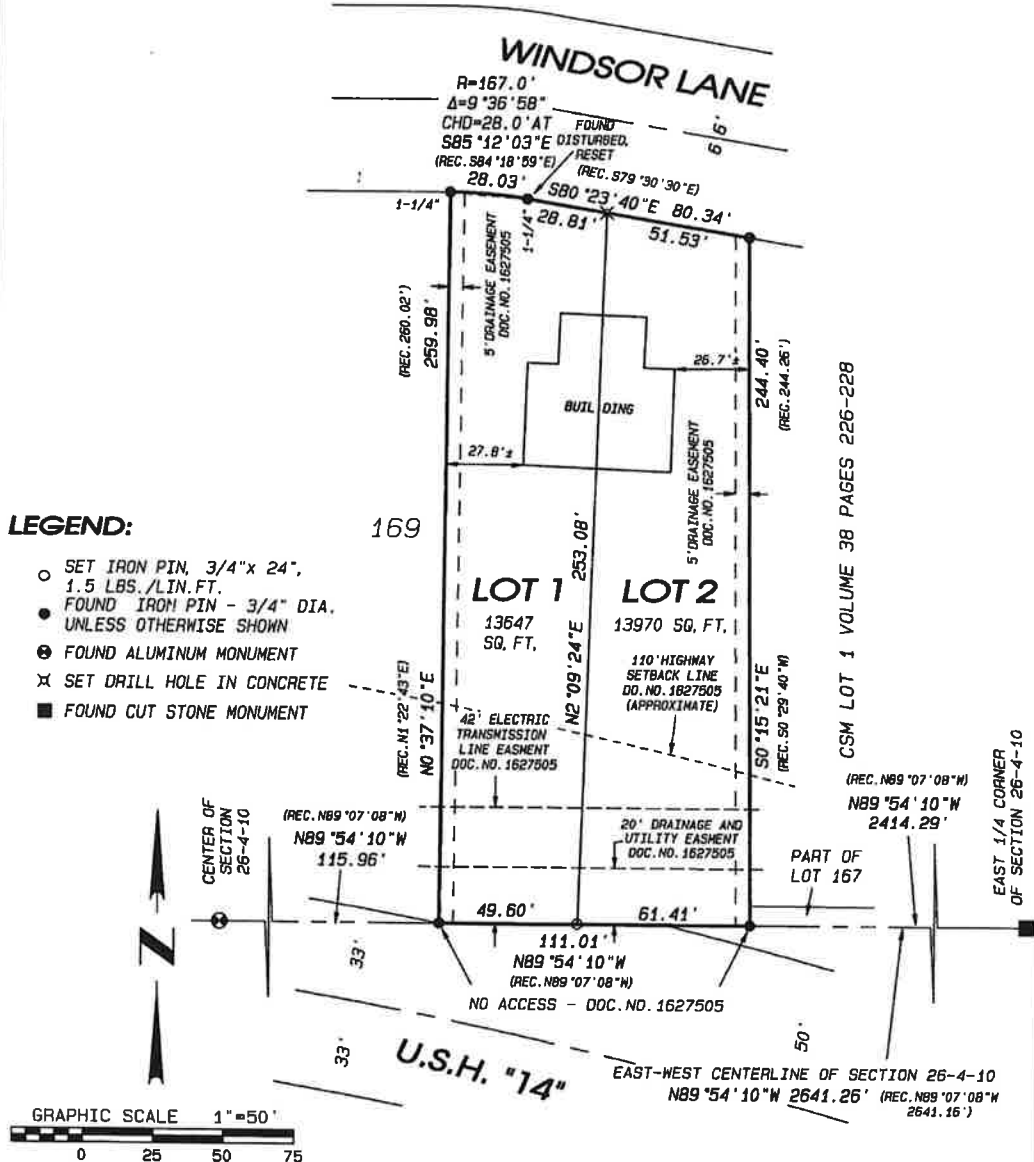 WINDSOR LANE
R=167.0'
Δ=9°36'58"
CHD=28.0'AT
S85°12'03"E
(REC.S84°18'59"E)
28.03'
FOUND
DISTURBED,
RESET
(REC.S79°30'30"E)
S80°23'40"E 80.34'
28.81'
51.53'
66'
1-1/4"
1-1/4"
5'DRAINAGE EASEMENT
DOC.NO.1627505
(REC.260.02')
259.98'
26.7'±
244.40'
(REC.244.26')
BUILDING
27.8'±
5'DRAINAGE EASEMENT
DOC.NO.1627505
CSM LOT 1 VOLUME 38 PAGES 226-228
LEGEND:
SET IRON PIN, 3/4"x 24",
1.5 LBS./LIN.FT.
FOUND IRON PIN - 3/4" DIA.
UNLESS OTHERWISE SHOWN
FOUND ALUMINUM MONUMENT
SET DRILL HOLE IN CONCRETE
FOUND CUT STONE MONUMENT
169
LOT 1
13647
SQ.FT.
N2°09'24"E 253.08'
LOT 2
13970 SQ.FT.
110'HIGHWAY
SETBACK LINE
DO.NO.1627505
(APPROXIMATE)
(REC.N1°22'43"E)
N0°37'10"E
42' ELECTRIC
TRANSMISSION
LINE EASMENT
DOC.NO.1627505
S0°15'21"E
(REC.S0°29'40"W)
20' DRAINAGE AND
UTILITY EASMENT
DOC.NO.1627505
(REC.N89°07'08"W)
N89°54'10"W
2414.29'
EAST 1/4 CORNER
OF SECTION 26-4-10
CENTER OF
SECTION
26-4-10
(REC.N89°07'08"W)
N89°54'10"W
115.96'
PART OF
LOT 167
49.60'
61.41'
111.01'
N89°54'10"W
(REC.N89°07'08"W)
NO ACCESS - DOC.NO.1627505
N
33'
33'
50'
U.S.H. "14"
EAST-WEST CENTERLINE OF SECTION 26-4-10
N89°54'10"W 2641.26' (REC.N89°07'08"W
2641.16')
GRAPHIC SCALE 1"=50'
0 25 50 75